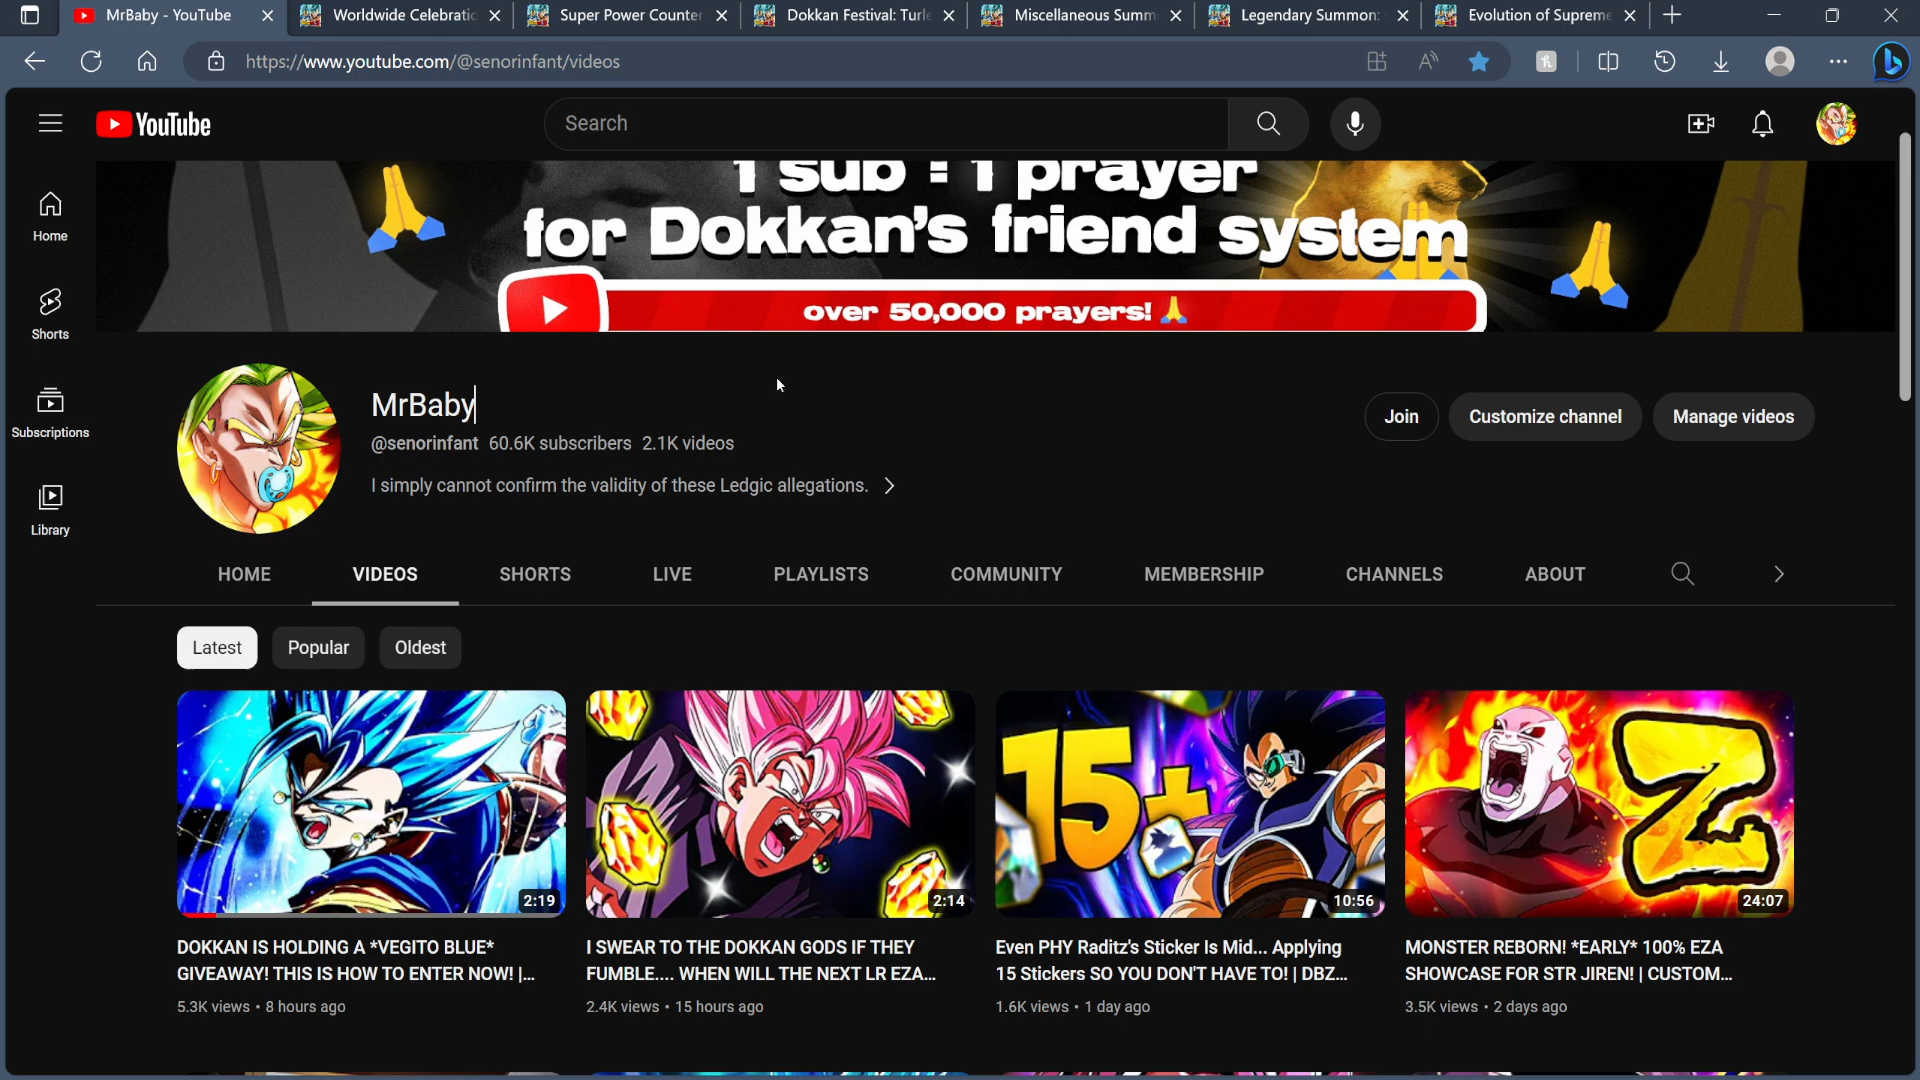 MrBaby - YouTube
Worldwide Celebratic
Super Power Counter
Dokkan Festival: Turl
Miscellaneous Summ
Legendary Summon:
Evolution of Supreme
https://www.youtube.com/@senorinfant/videos
YouTube
Search
1 sub = 1 prayer
for Dokkan's friend system
over 50,000 prayers! 🙏
Home
Shorts
Subscriptions
Library
MrBaby
@senorinfant 60.6K subscribers 2.1K videos
I simply cannot confirm the validity of these Ledgic allegations.
Join
Customize channel
Manage videos
HOME
VIDEOS
SHORTS
LIVE
PLAYLISTS
COMMUNITY
MEMBERSHIP
CHANNELS
ABOUT
Latest
Popular
Oldest
2:19
2:14
15+
10:56
Z
24:07
DOKKAN IS HOLDING A *VEGITO BLUE*
GIVEAWAY! THIS IS HOW TO ENTER NOW! |...
5.3K views • 8 hours ago
I SWEAR TO THE DOKKAN GODS IF THEY
FUMBLE.... WHEN WILL THE NEXT LR EZA...
2.4K views • 15 hours ago
Even PHY Raditz's Sticker Is Mid... Applying
15 Stickers SO YOU DON'T HAVE TO! | DBZ...
1.6K views • 1 day ago
MONSTER REBORN! *EARLY* 100% EZA
SHOWCASE FOR STR JIREN! | CUSTOM...
3.5K views • 2 days ago